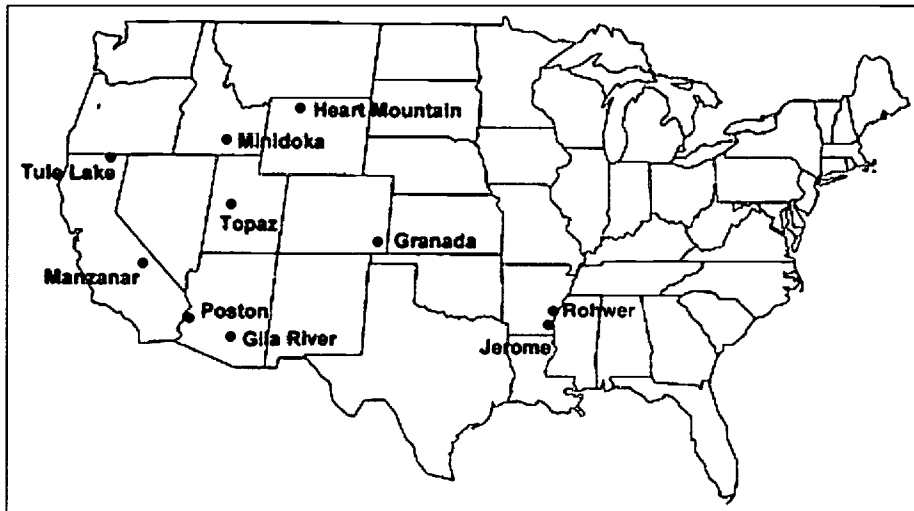 Heart Mountain
Minidoka
Tule Lake
Topaz
Granada
Manzanar
Poston
Rohwer
Gila River
Jerome